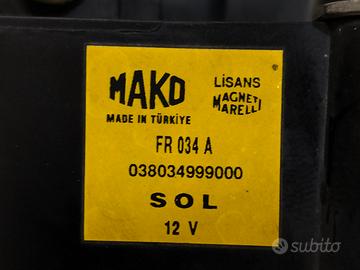 MAKO
LİSANS
MAGNETI
MARELLI
MADE IN TÜRKİYE
FR 034 A
038034999000
SOL
12 V
subito